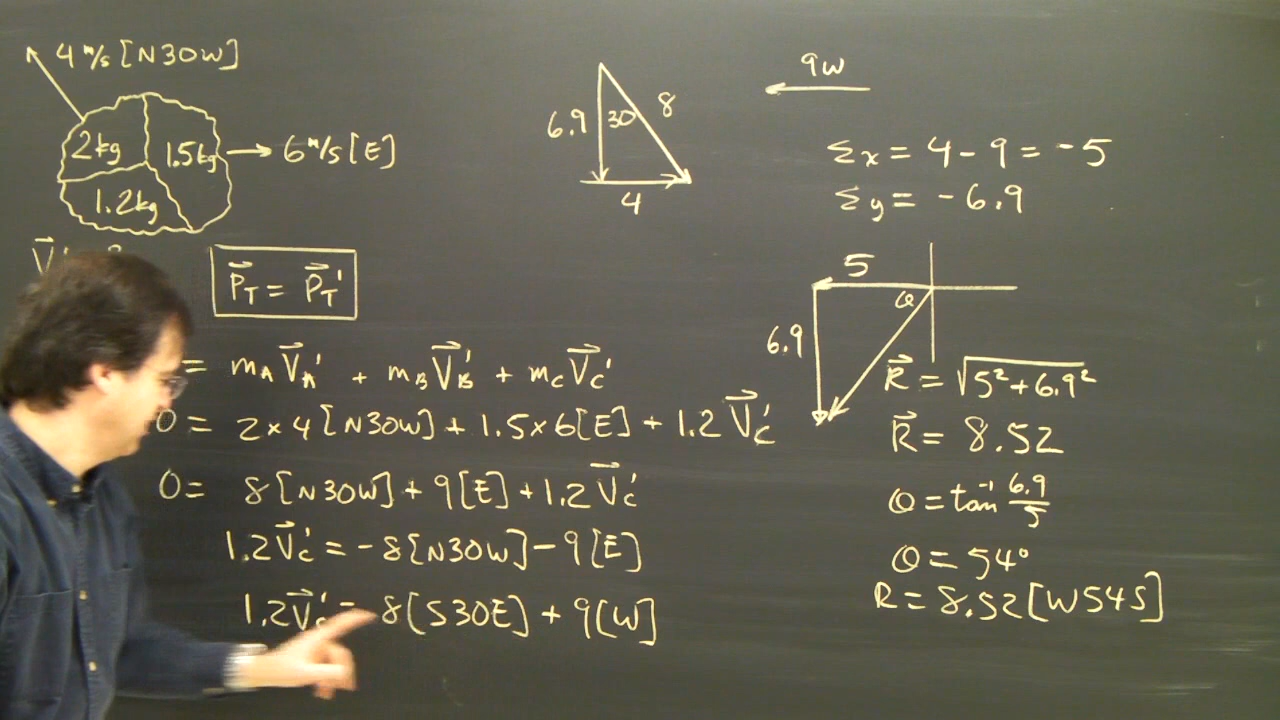 4 m/s [N30W]
2kg
1.5kg
6 m/s [E]
1.2kg
P⃗T = P⃗T'
= mA V⃗A' + mB V⃗B' + mC V⃗C'
0 = 2×4[N30W] + 1.5×6[E] + 1.2 V⃗C'
0 = 8[N30W] + 9[E] + 1.2 V⃗C'
1.2 V⃗C' = -8[N30W] - 9[E]
1.2 V⃗C' = 8[S30E] + 9[W]
6.9
30
8
4
9W
Σx = 4 - 9 = -5
Σy = -6.9
5
θ
6.9
R⃗ = √5² + 6.9²
R⃗ = 8.52
θ = tan⁻¹ 6.9/5
θ = 54°
R = 8.52 [W54S]